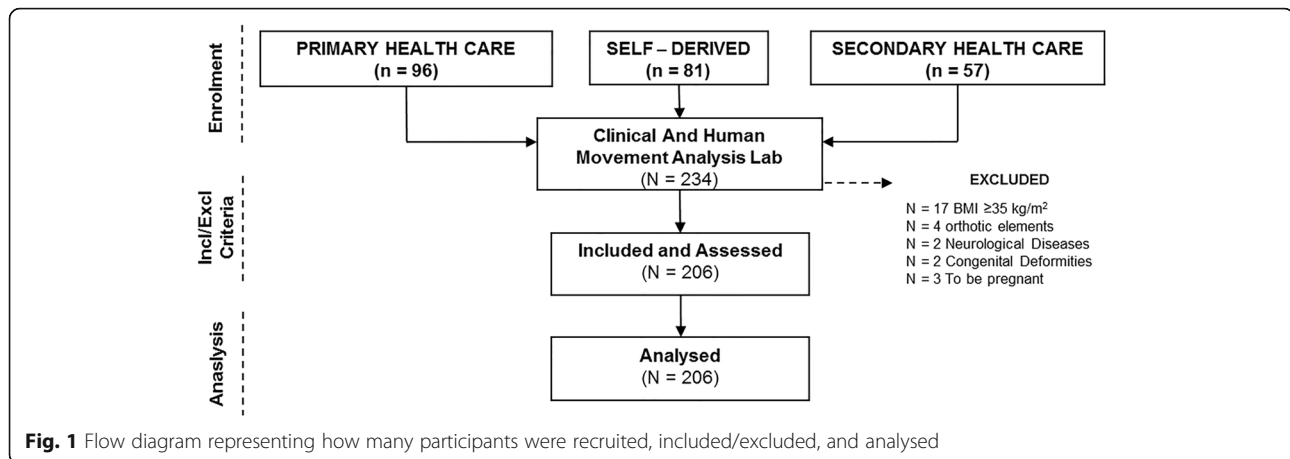 Enrolment
PRIMARY HEALTH CARE
(n = 96)
SELF – DERIVED
(n = 81)
SECONDARY HEALTH CARE
(n = 57)
Clinical And Human
Movement Analysis Lab
(N = 234)
Incl/Excl
Criteria
EXCLUDED
N = 17 BMI ≥35 kg/m²
N = 4 orthotic elements
N = 2 Neurological Diseases
N = 2 Congenital Deformities
N = 3 To be pregnant
Included and Assessed
(N = 206)
Anaslysis
Analysed
(N = 206)
Fig. 1 Flow diagram representing how many participants were recruited, included/excluded, and analysed